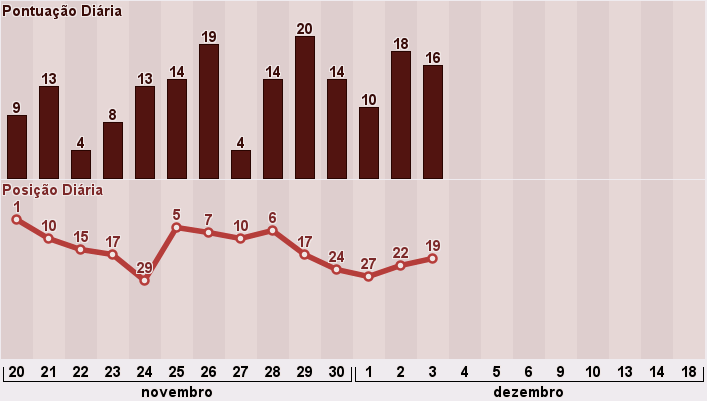 Pontuação Diária
9 13 4 8 13 14 19 4 14 20 14 10 18 16
Posição Diária
1 10 15 17 29 5 7 10 6 17 24 27 22 19
20 21 22 23 24 25 26 27 28 29 30 1 2 3 4 5 6 9 10 13 14 18
novembro dezembro